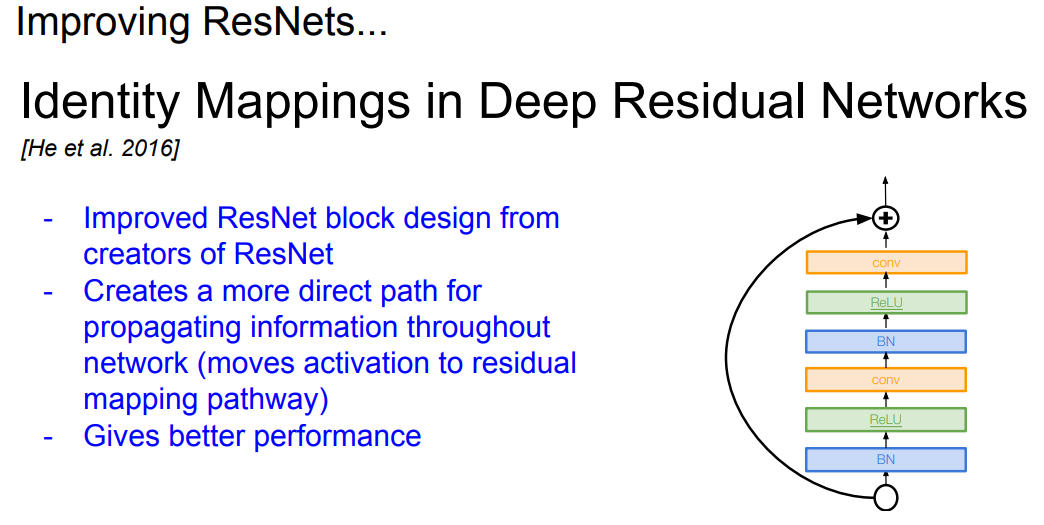 Improving ResNets...
Identity Mappings in Deep Residual Networks
[He et al. 2016]
- Improved ResNet block design from
creators of ResNet
- Creates a more direct path for
propagating information throughout
network (moves activation to residual
mapping pathway)
- Gives better performance
+
conv
ReLU
BN
conv
ReLU
BN